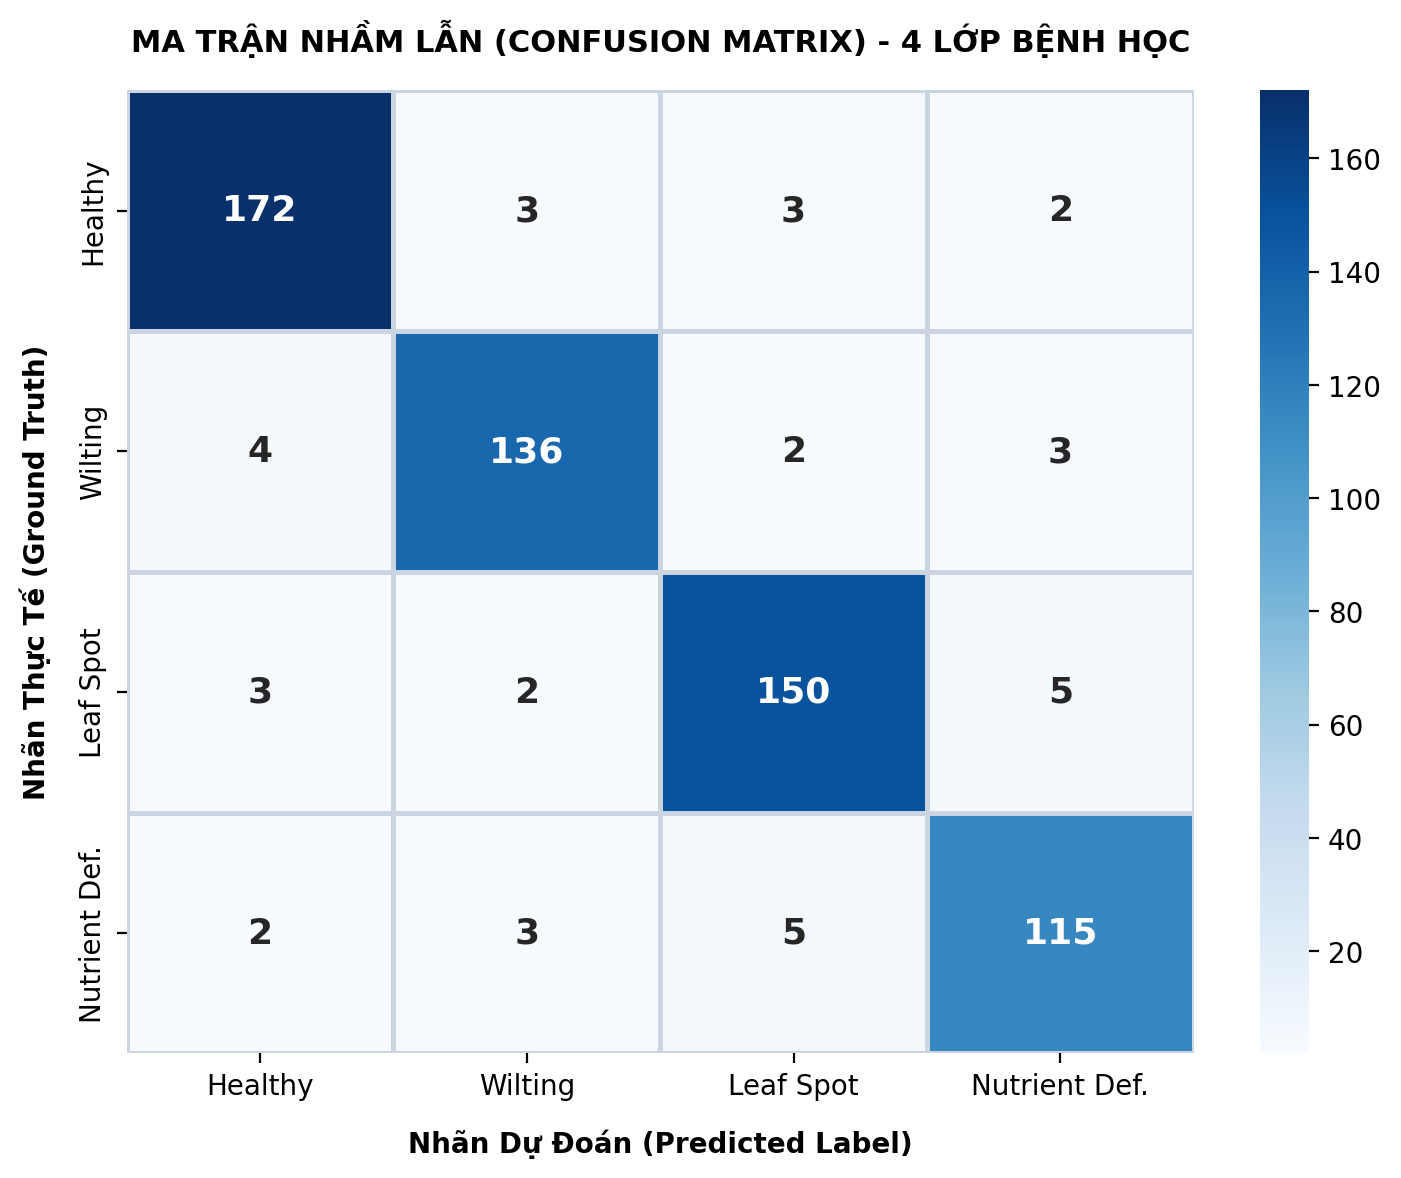 MA TRẬN NHẦM LẪN (CONFUSION MATRIX) - 4 LỚP BỆNH HỌC
Nhãn Thực Tế (Ground Truth)
Healthy
172
3
3
2
Wilting
4
136
2
3
Leaf Spot
3
2
150
5
Nutrient Def.
2
3
5
115
Healthy
Wilting
Leaf Spot
Nutrient Def.
Nhãn Dự Đoán (Predicted Label)
160
140
120
100
80
60
40
20